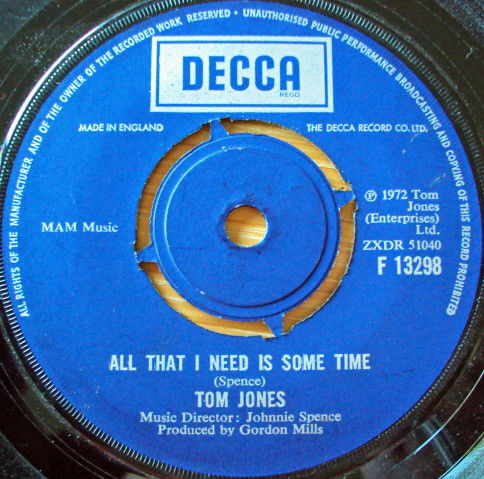 ALL RIGHTS OF THE MANUFACTURER AND OF THE OWNER OF THE RECORDED WORK RESERVED • UNAUTHORISED PUBLIC PERFORMANCE BROADCASTING AND COPYING OF THIS RECORD PROHIBITED
DECCA
REGD.
MADE IN ENGLAND
THE DECCA RECORD CO. LTD.
MAM Music
℗ 1972 Tom
Jones
(Enterprises)
Ltd.
ZXDR 51040
F 13298
ALL THAT I NEED IS SOME TIME
(Spence)
TOM JONES
Music Director: Johnnie Spence
Produced by Gordon Mills